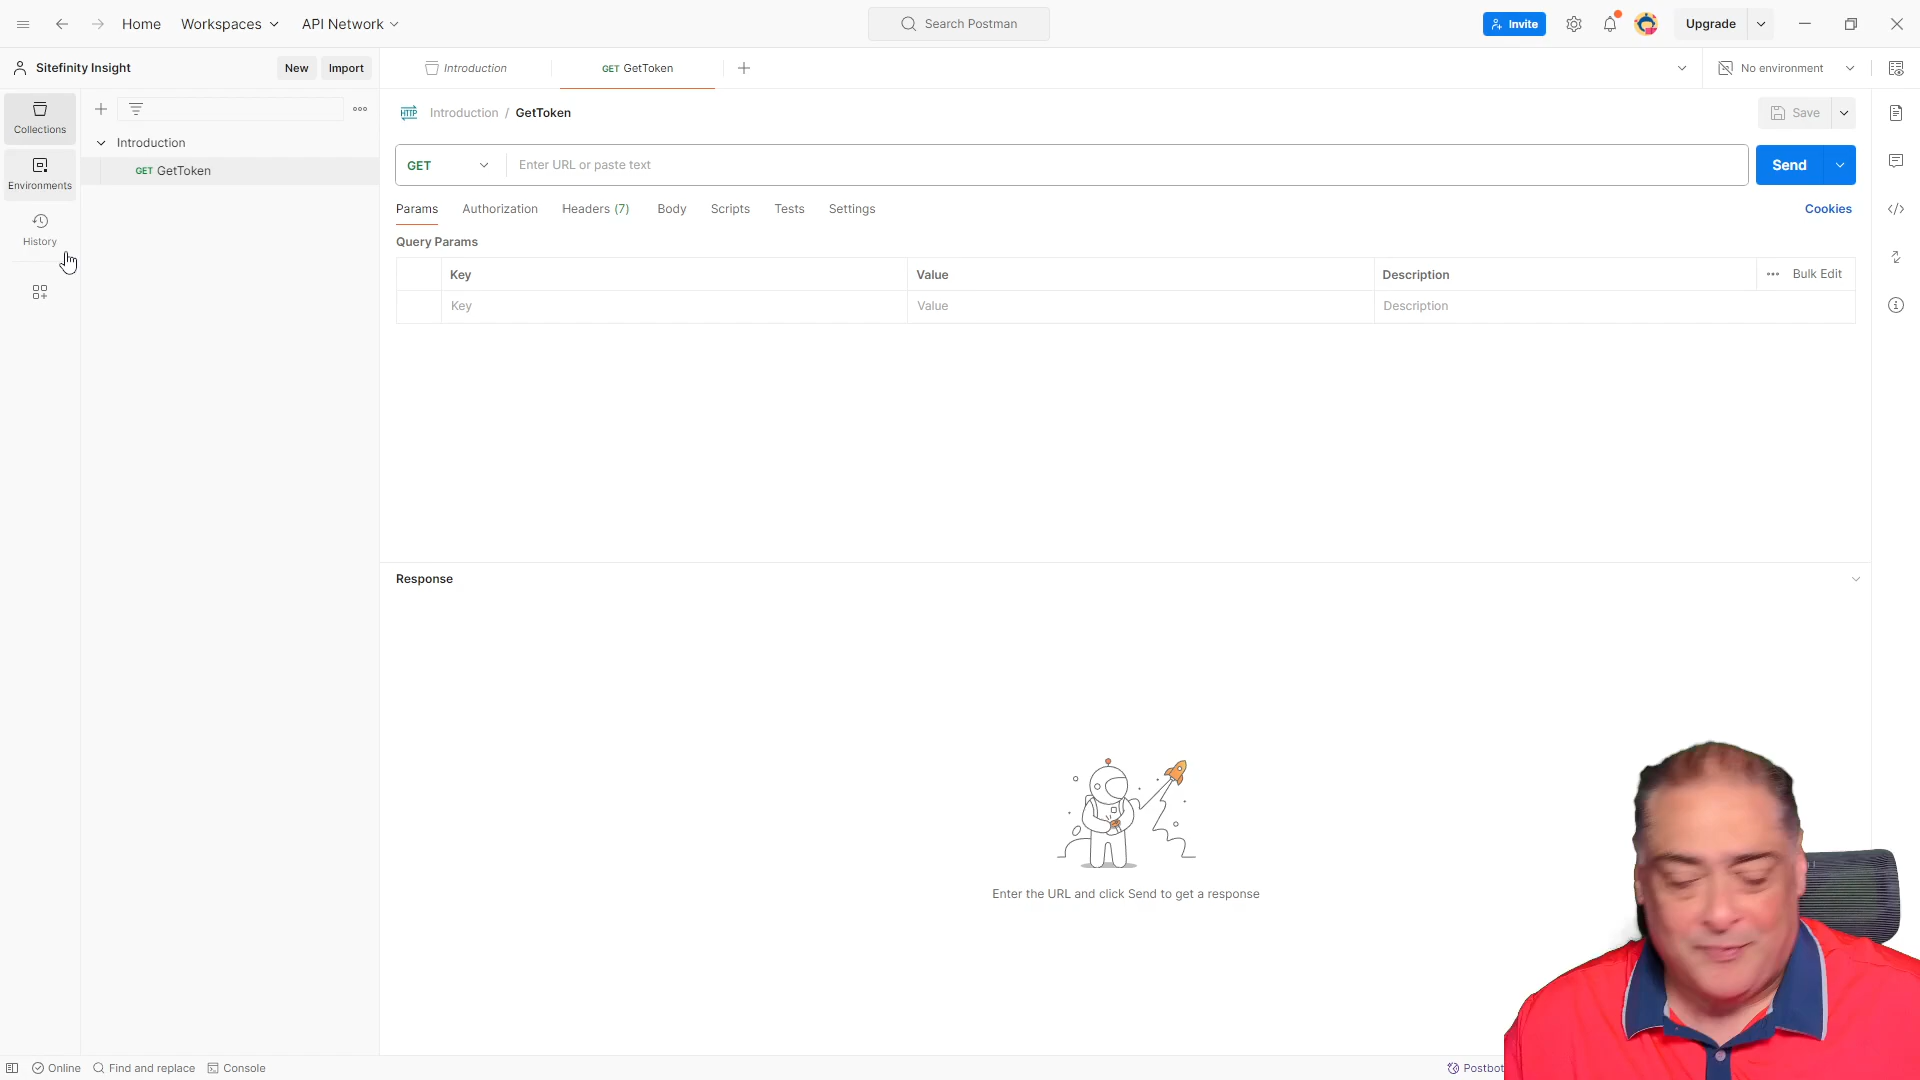 Home
Workspaces
API Network
Search Postman
Invite
Upgrade
Sitefinity Insight
New
Import
Introduction
GET GetToken
No environment
Collections
Environments
History
Introduction
GET GetToken
HTTP
Introduction / GetToken
Save
GET
Enter URL or paste text
Send
Params
Authorization
Headers (7)
Body
Scripts
Tests
Settings
Cookies
Query Params
Key
Value
Description
Bulk Edit
Key
Value
Description
Response
Enter the URL and click Send to get a response
Online
Find and replace
Console
Postbot